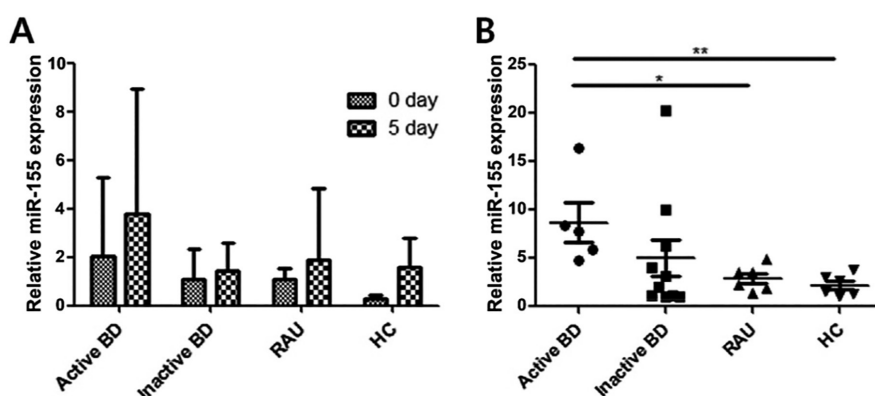 A
Relative miR-155 expression
10
8
6
4
2
0
0 day
5 day
Active BD
Inactive BD
RAU
HC
B
Relative miR-155 expression
25
20
15
10
5
0
**
*
Active BD
Inactive BD
RAU
HC